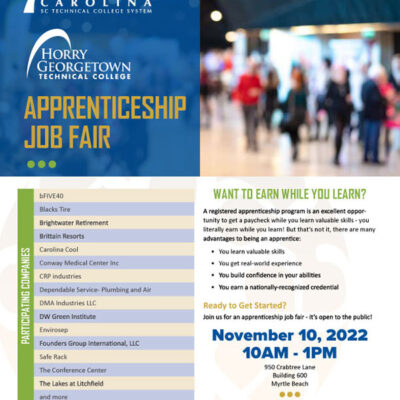 CAROLINA
SC TECHNICAL COLLEGE SYSTEM
HORRY
GEORGETOWN
TECHNICAL COLLEGE
APPRENTICESHIP
JOB FAIR
PARTICIPATING COMPANIES
bFIVE40
Blacks Tire
Brightwater Retirement
Brittain Resorts
Carolina Cool
Conway Medical Center Inc
CRP industries
Dependable Service- Plumbing and Air
DMA Industries LLC
DW Green Institute
Envirosep
Founders Group International, LLC
Safe Rack
The Conference Center
The Lakes at Litchfield
and more
WANT TO EARN WHILE YOU LEARN?
A registered apprenticeship program is an excellent oppor-
tunity to get a paycheck while you learn valuable skills - you
literally earn while you learn! But that's not it, there are many
advantages to being an apprentice:
• You learn valuable skills
• You get real-world experience
• You build confidence in your abilities
• You earn a nationally-recognized credential
Ready to Get Started?
Join us for an apprenticeship job fair - it's open to the public!
November 10, 2022
10AM - 1PM
950 Crabtree Lane
Building 600
Myrtle Beach